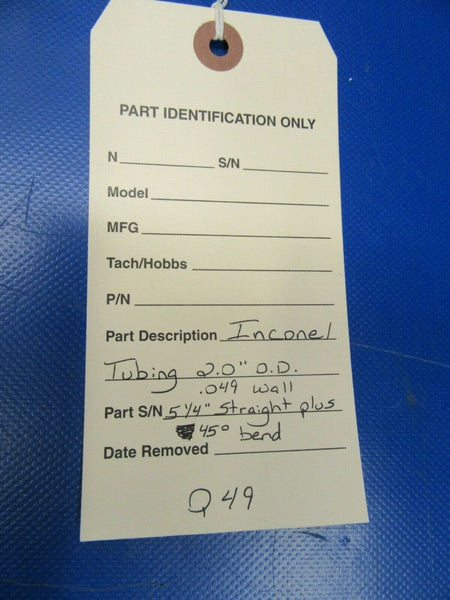 PART IDENTIFICATION ONLY
N S/N
Model
MFG
Tach/Hobbs
P/N
Part Description Inconel
Tubing 2.0" O.D.
.049 wall
Part S/N 5 1/4" straight plus
45° bend
Date Removed
Q49